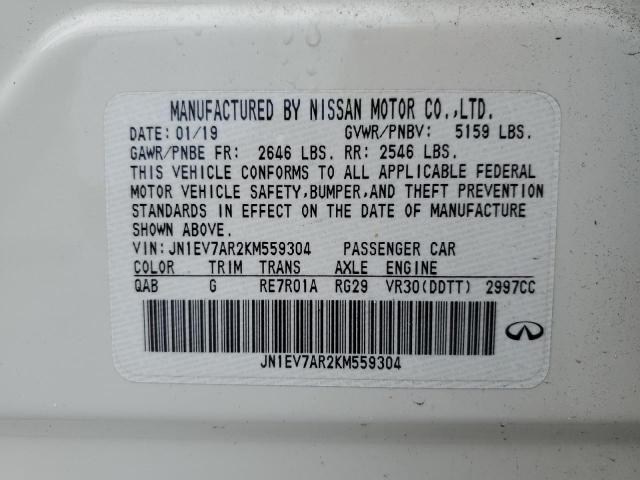 MANUFACTURED BY NISSAN MOTOR CO.,LTD.
DATE: 01/19 GVWR/PNBV: 5159 LBS.
GAWR/PNBE FR: 2646 LBS. RR: 2546 LBS.
THIS VEHICLE CONFORMS TO ALL APPLICABLE FEDERAL
MOTOR VEHICLE SAFETY,BUMPER,AND THEFT PREVENTION
STANDARDS IN EFFECT ON THE DATE OF MANUFACTURE
SHOWN ABOVE.
VIN:JN1EV7AR2KM559304 PASSENGER CAR
COLOR TRIM TRANS AXLE ENGINE
QAB G RE7R01A RG29 VR30(DDTT) 2997CC
JN1EV7AR2KM559304